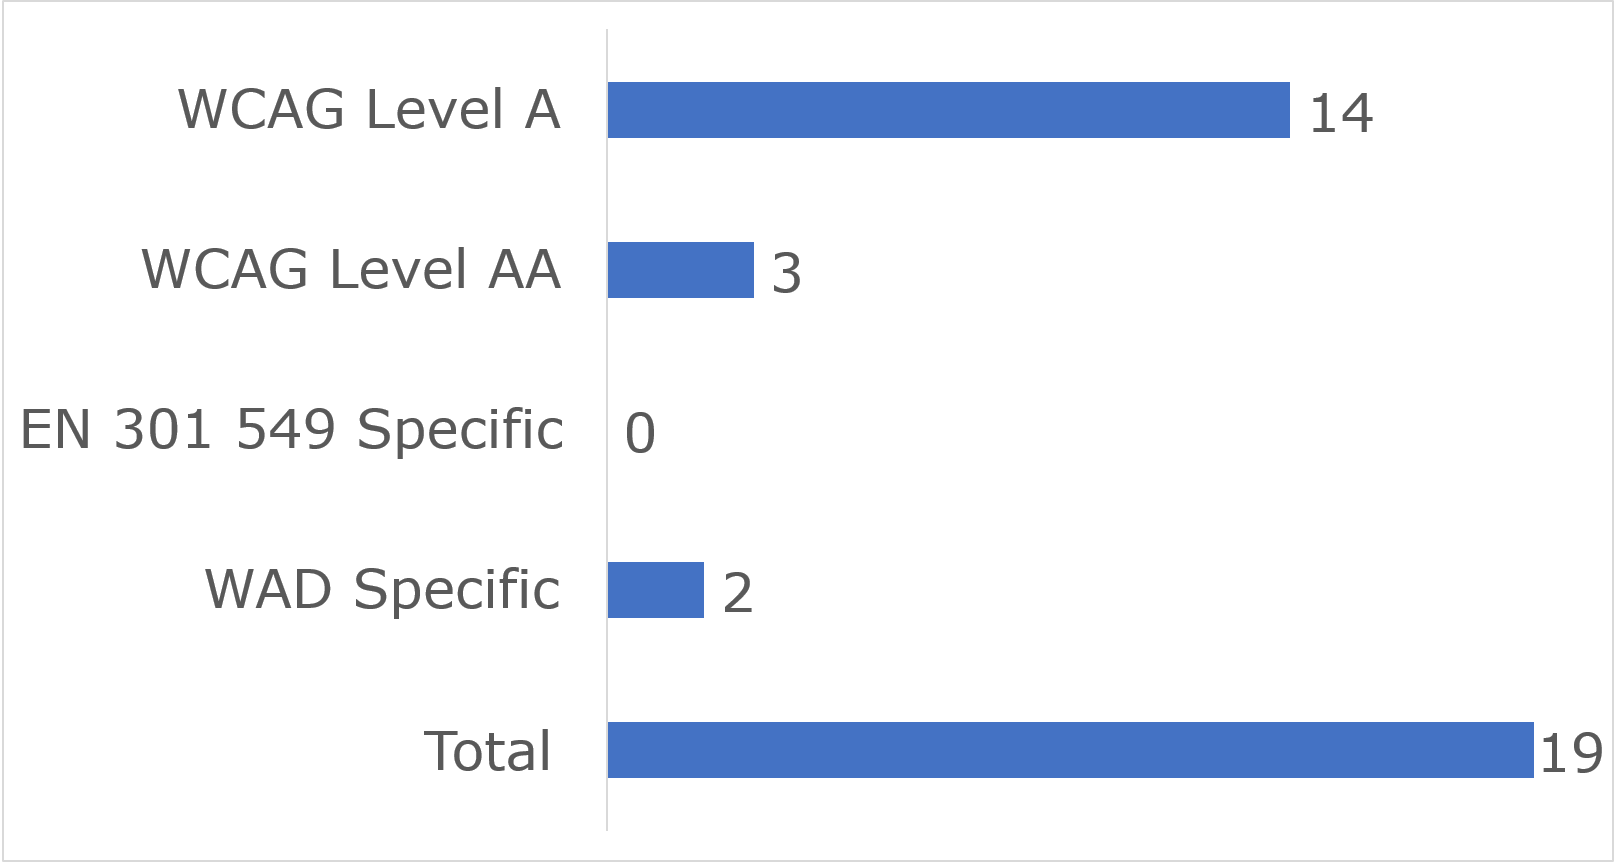 WCAG Level A 14
WCAG Level AA 3
EN 301 549 Specific 0
WAD Specific 2
Total 19